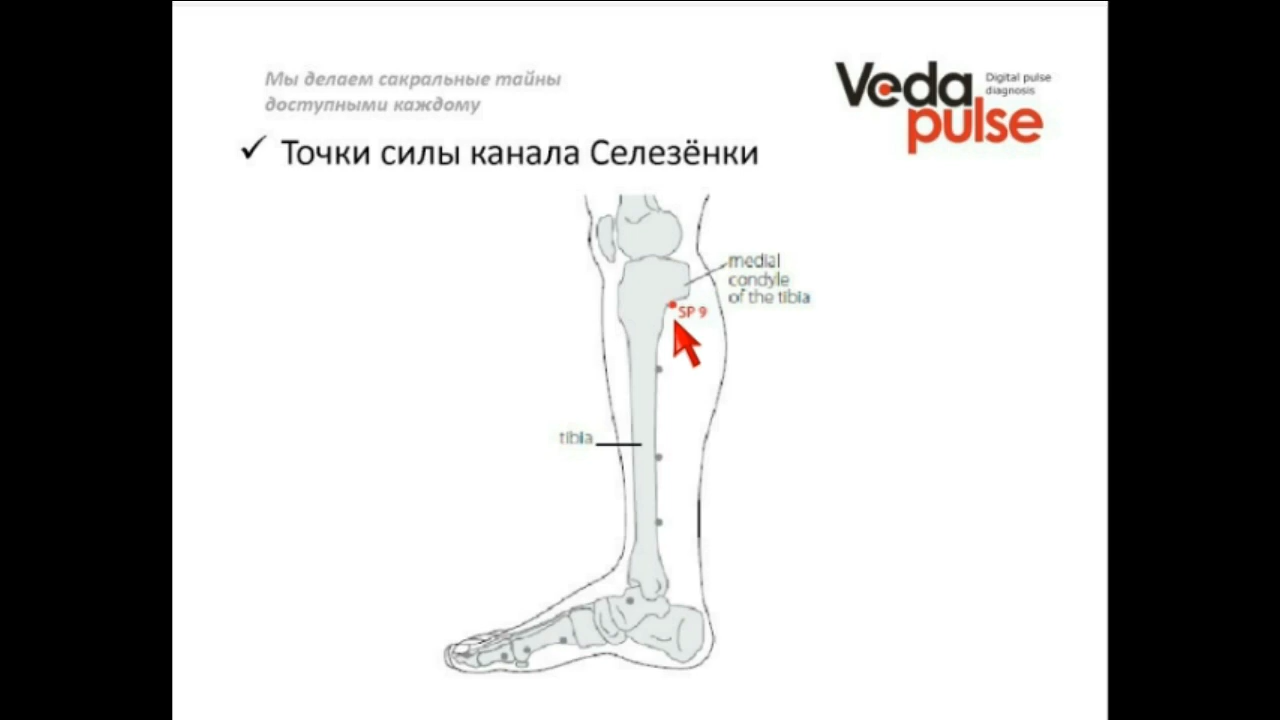 Мы делаем сакральные тайны
доступными каждому
Veda
pulse
Digital pulse
diagnosis
✓ Точки силы канала Селезёнки
medial
condyle
of the tibia
SP 9
tibia